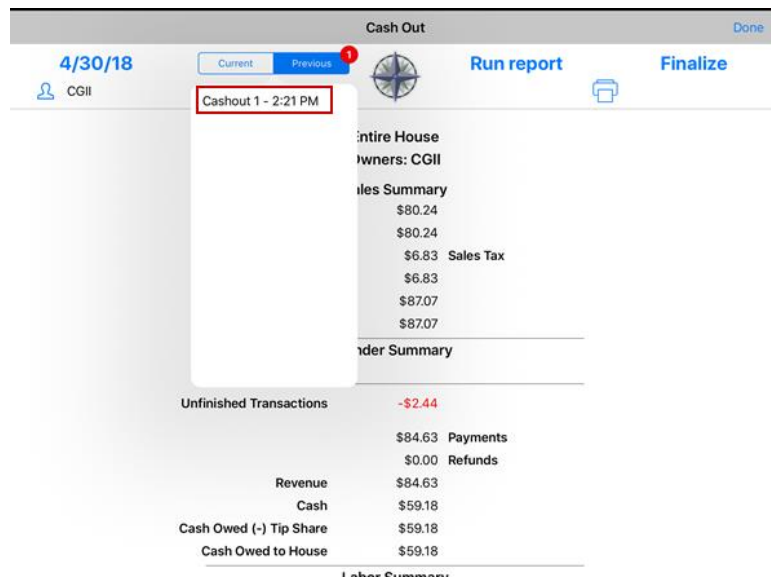 Cash Out Done
4/30/18 Current Previous 1 Run report Finalize
CGII
Cashout 1 - 2:21 PM
Entire House
Owners: CGII
ales Summary
$80.24
$80.24
$6.83 Sales Tax
$6.83
$87.07
$87.07
nder Summary
Unfinished Transactions -$2.44
$84.63 Payments
$0.00 Refunds
Revenue $84.63
Cash $59.18
Cash Owed (-) Tip Share $59.18
Cash Owed to House $59.18
Labor Summary